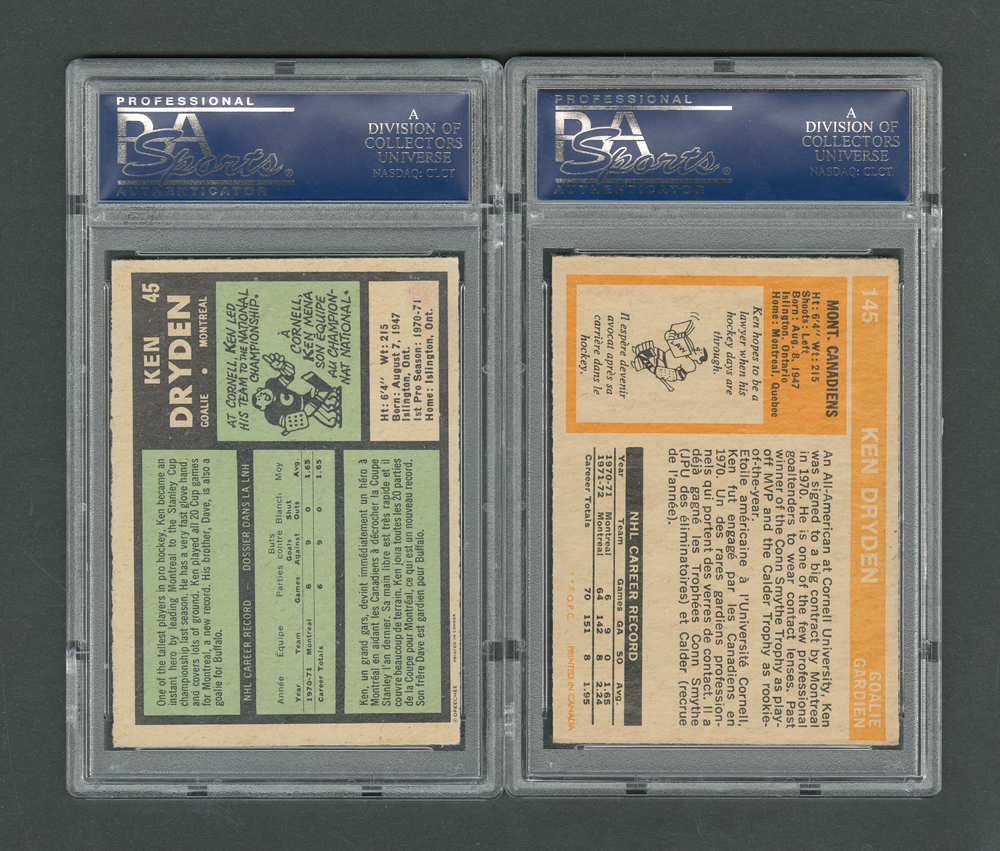 PROFESSIONAL
PSA
Sports®
AUTHENTICATOR
A
DIVISION OF
COLLECTORS
UNIVERSE
NASDAQ: CLCT
45
KEN
DRYDEN
GOALIE • MONTREAL
AT CORNELL KEN LED
HIS TEAM TO THE NATIONAL
CHAMPIONSHIP.
À
CORNELL,
KEN MENA
SON ÉQUIPE
AU CHAMPION-
NAT NATIONAL.
Ht: 6'4" Wt: 215
Born: August 7, 1947
Islington, Ont.
1st Pro Season: 1970-71
Home: Islington, Ont.
One of the tallest players in pro hockey, Ken became an
instant hero by leading Montreal to the Stanley Cup
championship last season. He has a very fast glove hand,
and covers lots of ground. Ken played all 20 Cup games
for Montreal, a new record. His brother, Dave, is also a
goalie for Buffalo.
NHL CAREER RECORD — DOSSIER DANS LA LNH
Année Equipe Parties Buts contre Blanch. Moy
Year Team Games Goals Against Shut Outs Avg.
1970-71 Montreal 6 9 0 1.65
Career Totals 6 9 0 1.65
Ken, un grand gars, devint immédiatement un héro à
Montréal en aidant les Canadiens à décrocher la Coupe
Stanley l'an dernier. Sa main libre est très rapide et il
couvre beaucoup de terrain. Ken joua toutes les 20 parties
de la Coupe pour Montréal, ce qui est un nouveau record.
Son frère Dave est gardien pour Buffalo.
© OPEECHEE PRINTED IN CANADA
PROFESSIONAL
PSA
Sports®
AUTHENTICATOR
A
DIVISION OF
COLLECTORS
UNIVERSE
NASDAQ: CLCT
145 KEN DRYDEN GOALIE
GARDIEN
MONT. CANADIENS
Ht: 6'4" Wt: 215
Shoots: Left
Born: Aug. 8, 1947
Islington, Ontario
Home: Montreal, Quebec
Ken hopes to be a
lawyer when his
hockey days are
through.
Il espère devenir
avocat après sa
carrière dans le
hockey.
An All-American at Cornell University, Ken
was signed to a big contract by Montreal
in 1970. He is one of the few professional
goaltenders to wear contact lenses. Past
winner of the Conn Smythe Trophy as play-
off MVP and the Calder Trophy as rookie-
of-the-year.
Etoile américaine à l'Université Cornell,
Ken fut engagé par les Canadiens en
1970. Un des rares gardiens profession-
nels qui portent des verres de contact. Il a
déjà gagné les Trophées Conn Smythe
(JPU des éliminatoires) et Calder (recrue
de l'année).
NHL CAREER RECORD
Year Team Games GA SO Avg.
1970-71 Montreal 6 9 0 1.65
1971-72 Montreal 64 142 8 2.24
Career Totals 70 151 8 1.95
* * © O.P.C. PRINTED IN CANADA